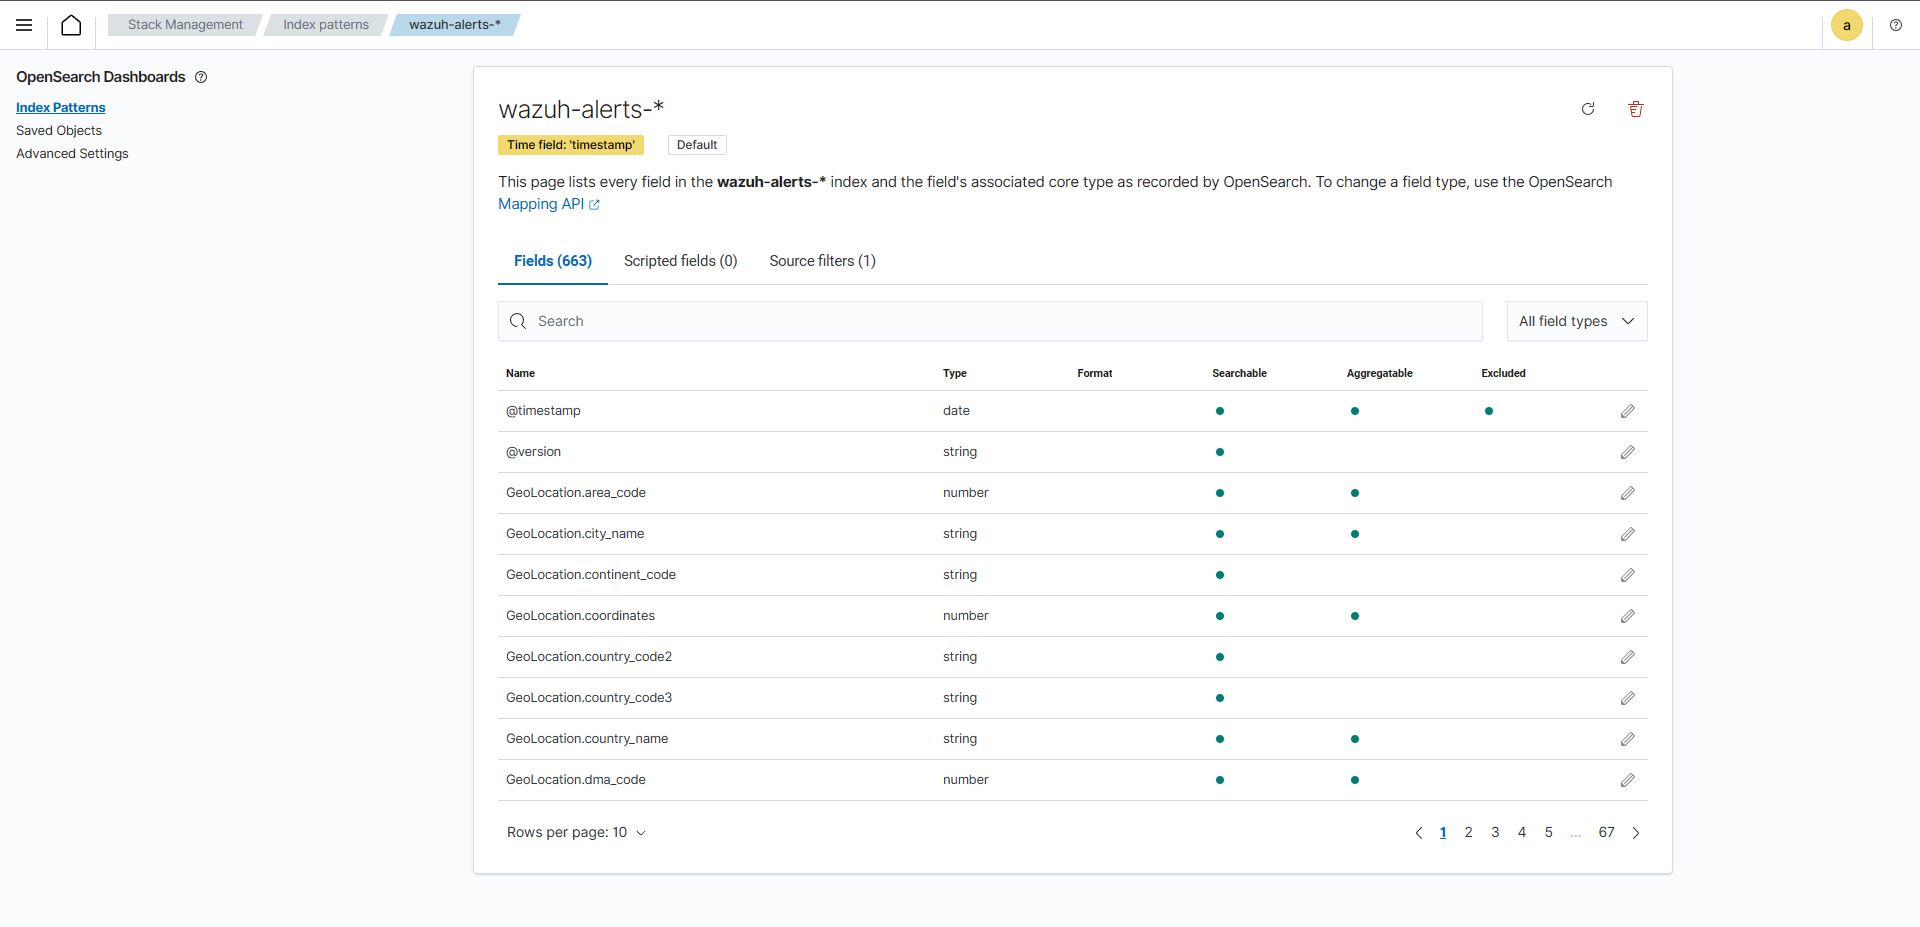 Stack Management
Index patterns
wazuh-alerts-*
a
OpenSearch Dashboards
Index Patterns
Saved Objects
Advanced Settings
wazuh-alerts-*
Time field: 'timestamp'
Default
This page lists every field in the wazuh-alerts-* index and the field's associated core type as recorded by OpenSearch. To change a field type, use the OpenSearch
Mapping API
Fields (663)
Scripted fields (0)
Source filters (1)
Search
All field types
Name Type Format Searchable Aggregatable Excluded
@timestamp date
@version string
GeoLocation.area_code number
GeoLocation.city_name string
GeoLocation.continent_code string
GeoLocation.coordinates number
GeoLocation.country_code2 string
GeoLocation.country_code3 string
GeoLocation.country_name string
GeoLocation.dma_code number
Rows per page: 10
1 2 3 4 5 ... 67